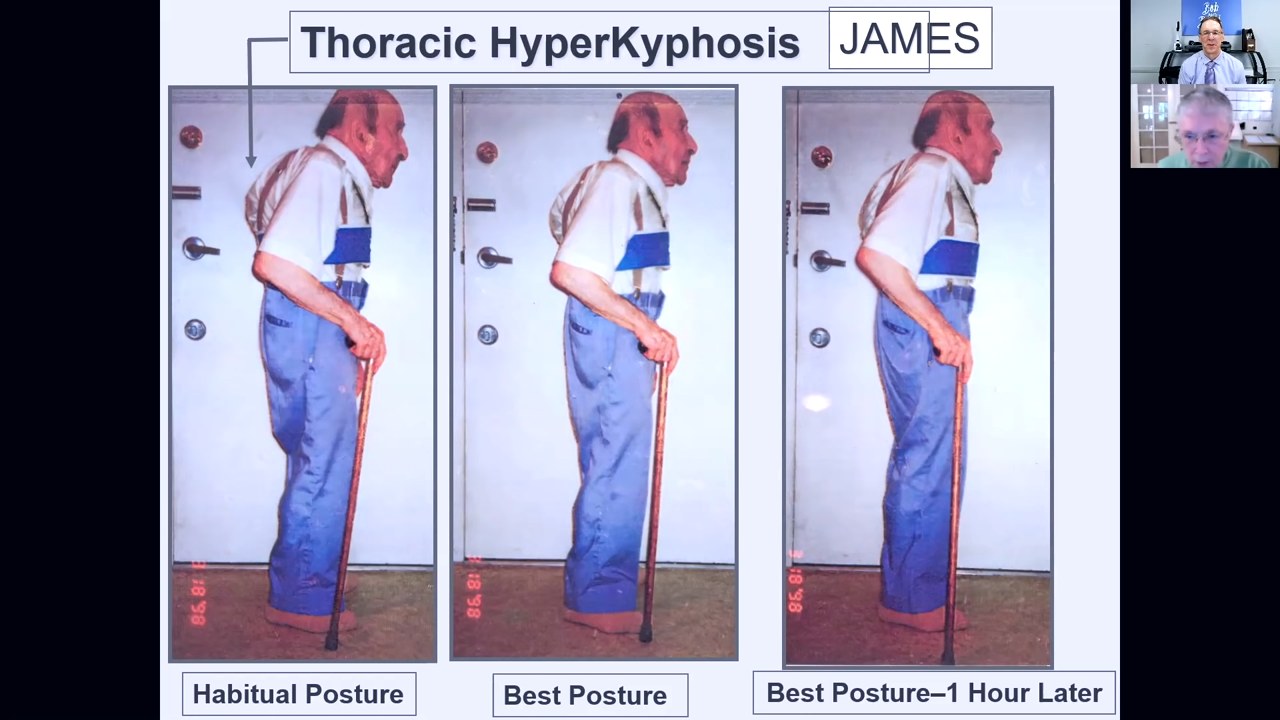 Thoracic HyperKyphosis
JAMES
Habitual Posture
Best Posture
Best Posture–1 Hour Later